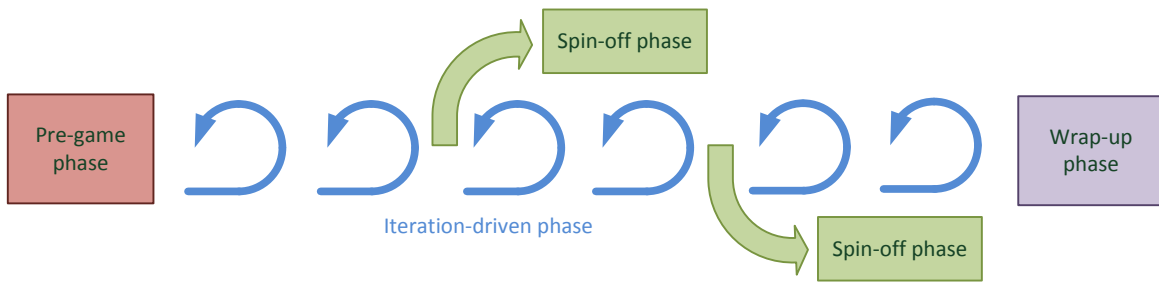 Spin-off phase
Pre-game
phase
Wrap-up
phase
Iteration-driven phase
Spin-off phase